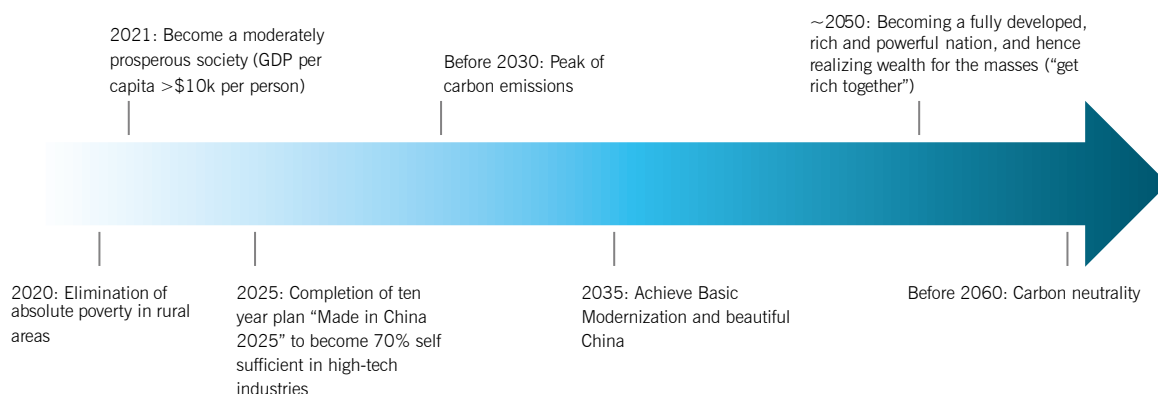 2021: Become a moderately
prosperous society (GDP per
capita >$10k per person)
Before 2030: Peak of
carbon emissions
~2050: Becoming a fully developed,
rich and powerful nation, and hence
realizing wealth for the masses (“get
rich together”)
2020: Elimination of
absolute poverty in rural
areas
2025: Completion of ten
year plan “Made in China
2025” to become 70% self
sufficient in high-tech
industries
2035: Achieve Basic
Modernization and beautiful
China
Before 2060: Carbon neutrality